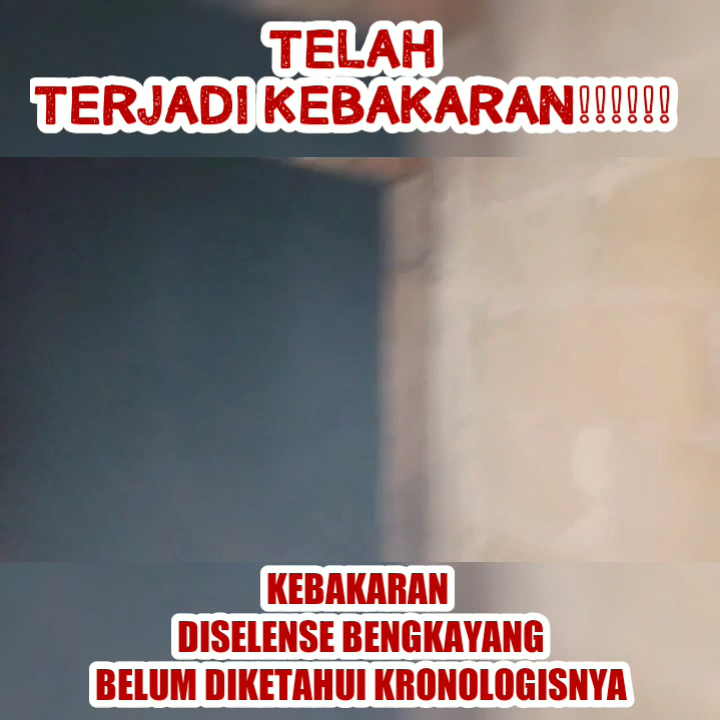 TELAH
TERJADI KEBAKARAN!!!!!!
KEBAKARAN
DISELENSE BENGKAYANG
BELUM DIKETAHUI KRONOLOGISNYA